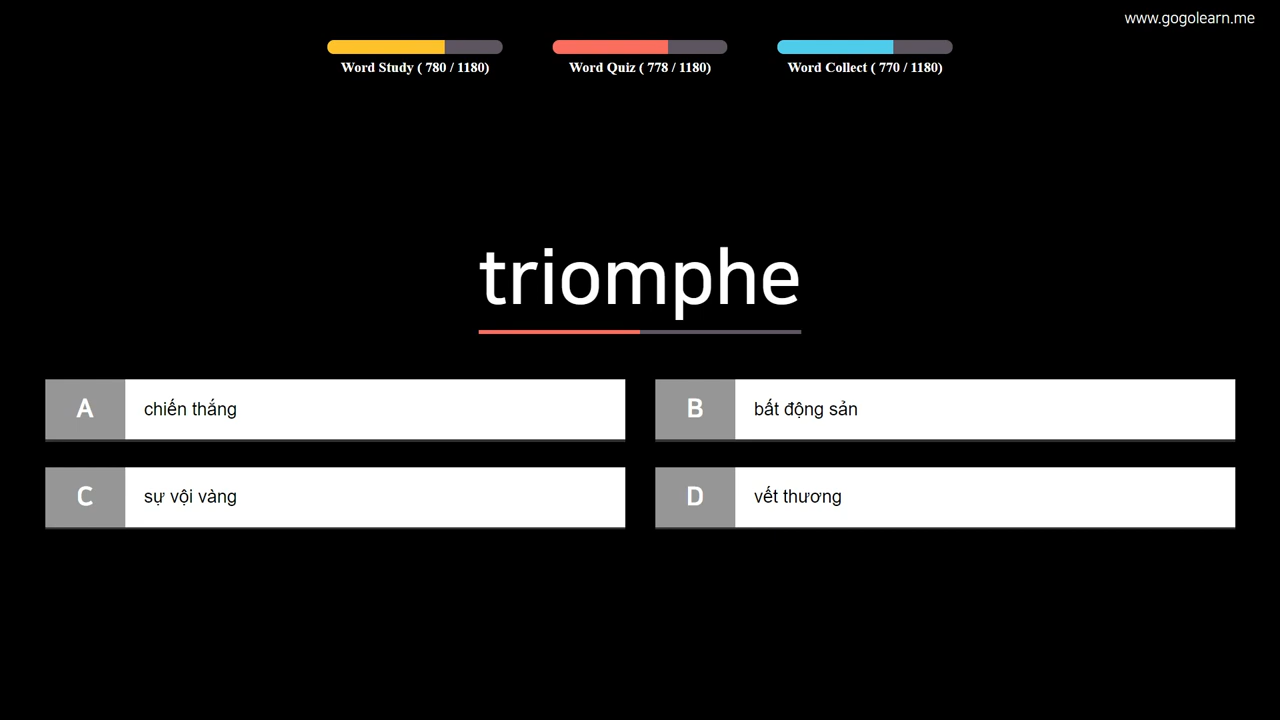 www.gogolearn.me
Word Study ( 780 / 1180)
Word Quiz ( 778 / 1180)
Word Collect ( 770 / 1180)
triomphe
A chiến thắng
B bất động sản
C sự vội vàng
D vết thương